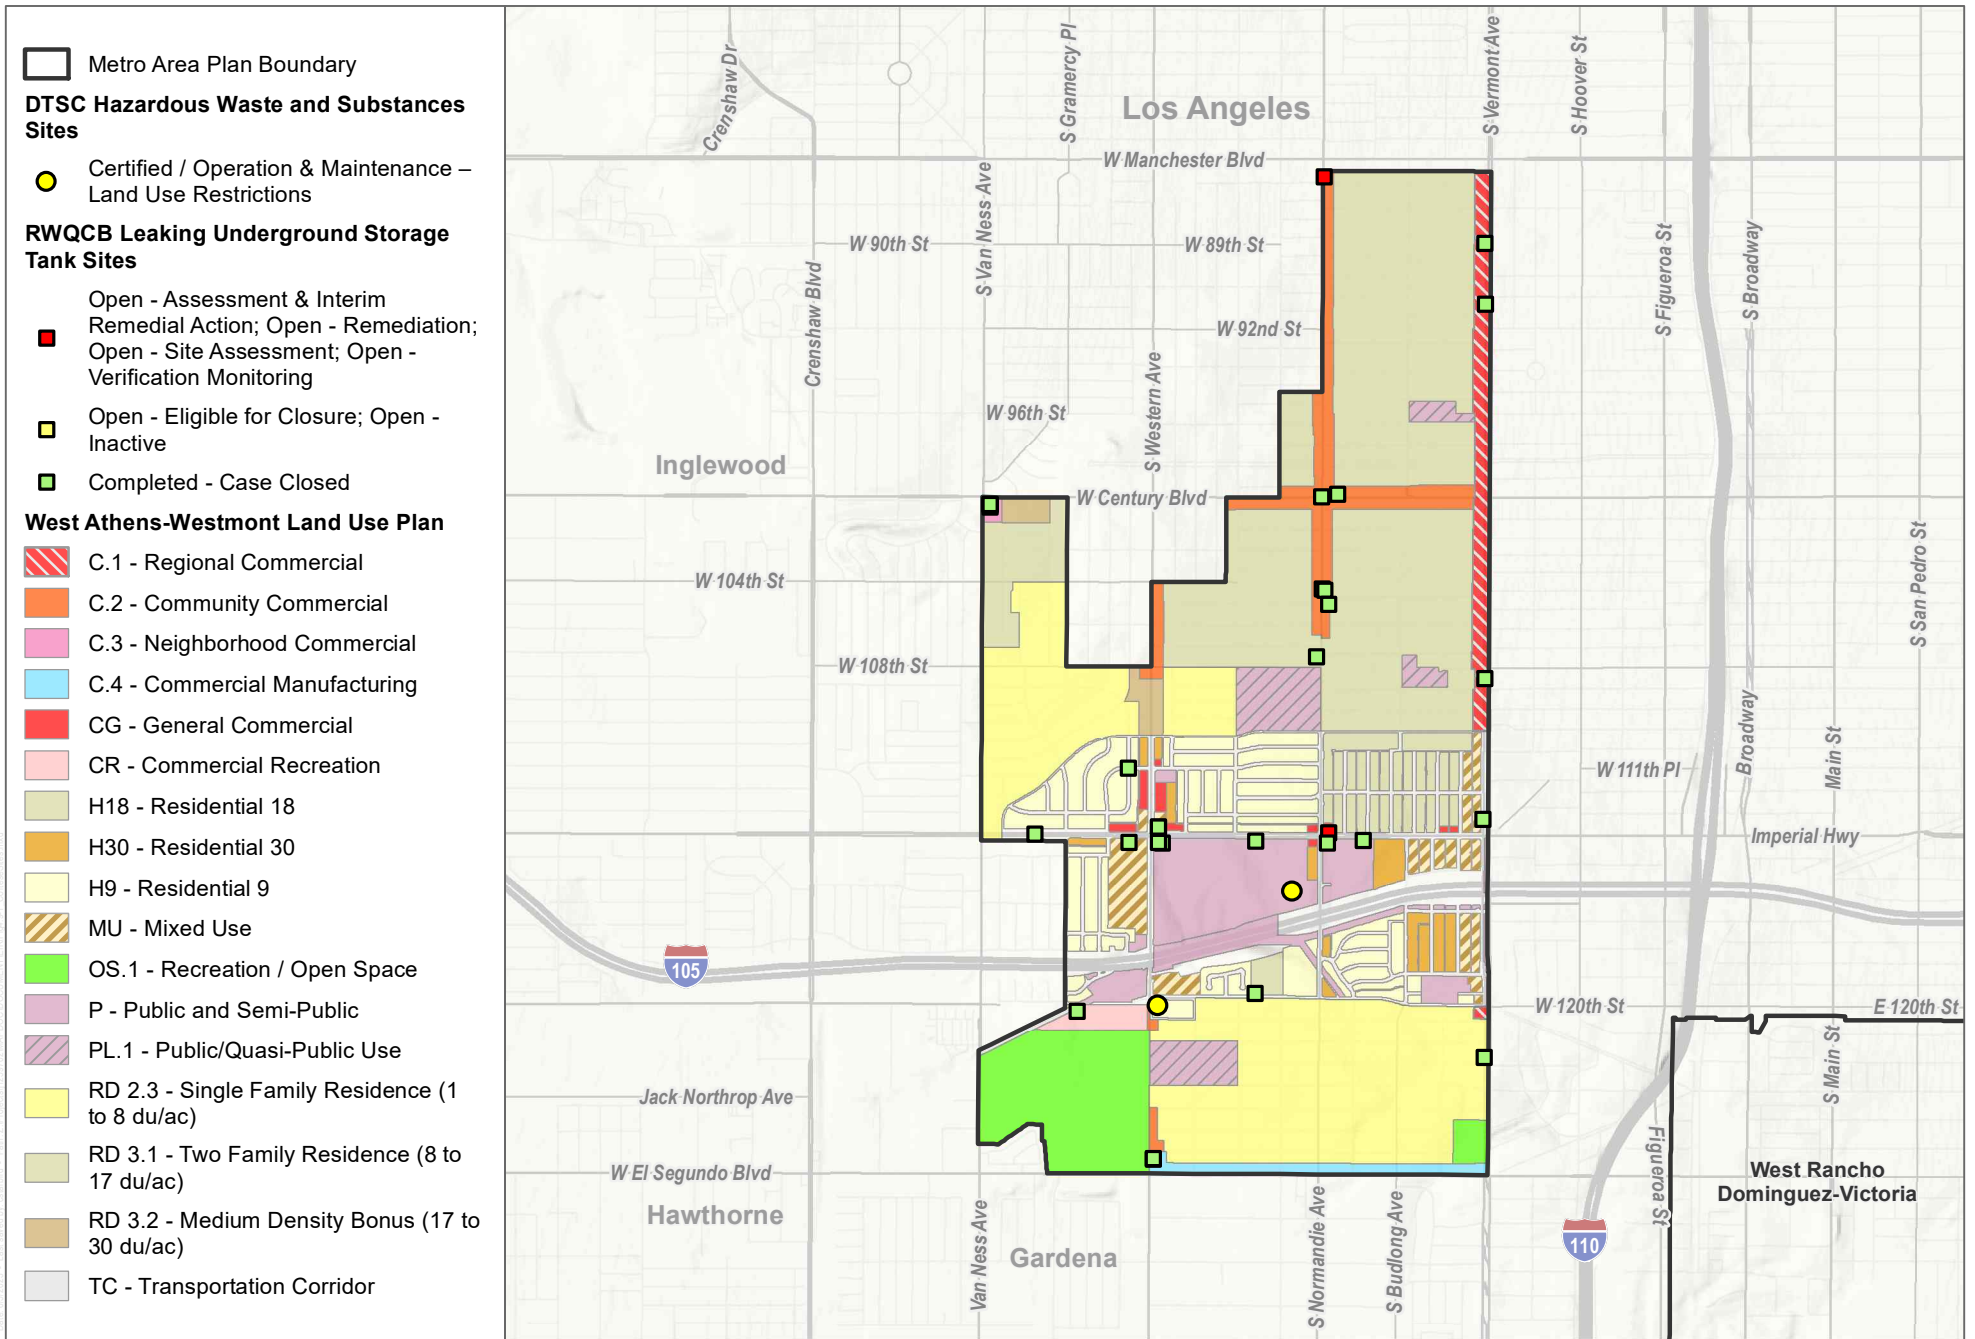 Metro Area Plan Boundary
DTSC Hazardous Waste and Substances
Sites
Certified / Operation & Maintenance –
Land Use Restrictions
RWQCB Leaking Underground Storage
Tank Sites
Open - Assessment & Interim
Remedial Action; Open - Remediation;
Open - Site Assessment; Open -
Verification Monitoring
Open - Eligible for Closure; Open -
Inactive
Completed - Case Closed
West Athens-Westmont Land Use Plan
C.1 - Regional Commercial
C.2 - Community Commercial
C.3 - Neighborhood Commercial
C.4 - Commercial Manufacturing
CG - General Commercial
CR - Commercial Recreation
H18 - Residential 18
H30 - Residential 30
H9 - Residential 9
MU - Mixed Use
OS.1 - Recreation / Open Space
P - Public and Semi-Public
PL.1 - Public/Quasi-Public Use
RD 2.3 - Single Family Residence (1
to 8 du/ac)
RD 3.1 - Two Family Residence (8 to
17 du/ac)
RD 3.2 - Medium Density Bonus (17 to
30 du/ac)
TC - Transportation Corridor
Crenshaw Dr
S Gramercy Pl
Los Angeles
S Vermont Ave
S Hoover St
W Manchester Blvd
S Van Ness Ave
W 90th St
W 89th St
Crenshaw Blvd
S Figueroa St
S Broadway
W 92nd St
S Western Ave
W 96th St
Inglewood
W Century Blvd
W 104th St
S San Pedro St
W 108th St
Broadway
Main St
W 111th Pl
Imperial Hwy
105
W 120th St
E 120th St
S Main St
Jack Northrop Ave
Figueroa St
W El Segundo Blvd
West Rancho
Dominguez-Victoria
Hawthorne
Van Ness Ave
Gardena
S Normandie Ave
S Budlong Ave
110